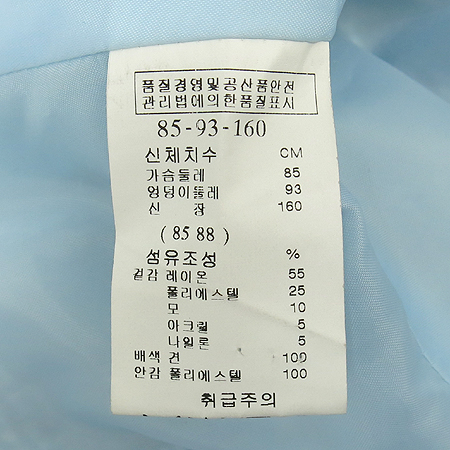 품질경영및공산품안전
관리법에의한품질표시
85-93-160
신체치수 CM
가슴둘레 85
엉덩이둘레 93
신 장 160
( 85 88 )
섬유조성 %
겉감 레이온 55
폴리에스텔 25
모 10
아크릴 5
나일론 5
배색 견 100
안감 폴리에스텔 100
취급주의